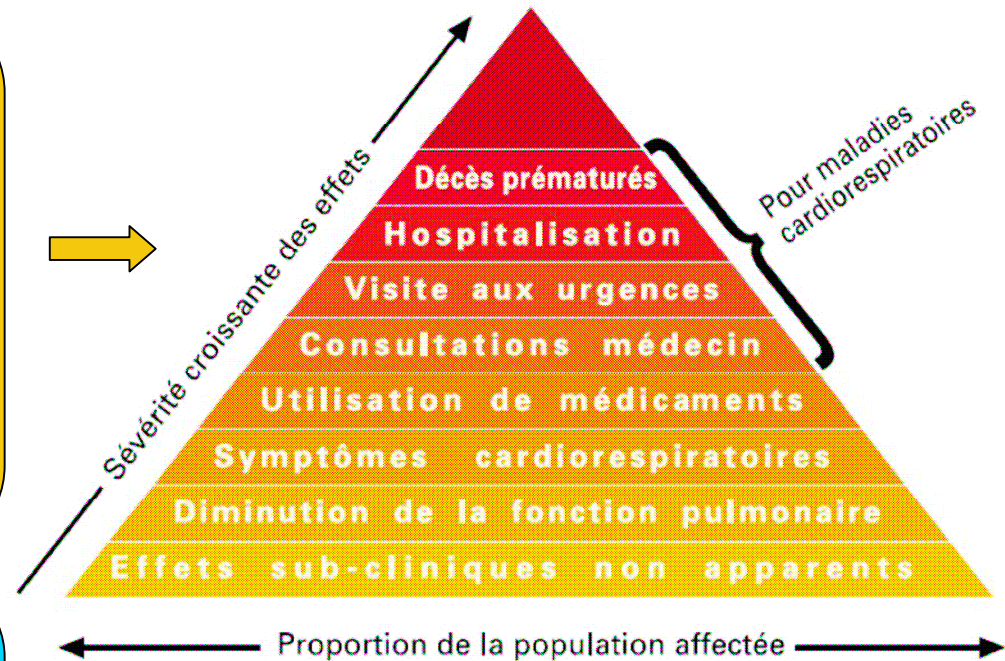 Sévérité croissante des effets
Pour maladies
cardiorespiratoires
Décès prématurés
Hospitalisation
Visite aux urgences
Consultations médecin
Utilisation de médicaments
Symptômes cardiorespiratoires
Diminution de la fonction pulmonaire
Effets sub-cliniques non apparents
Proportion de la population affectée